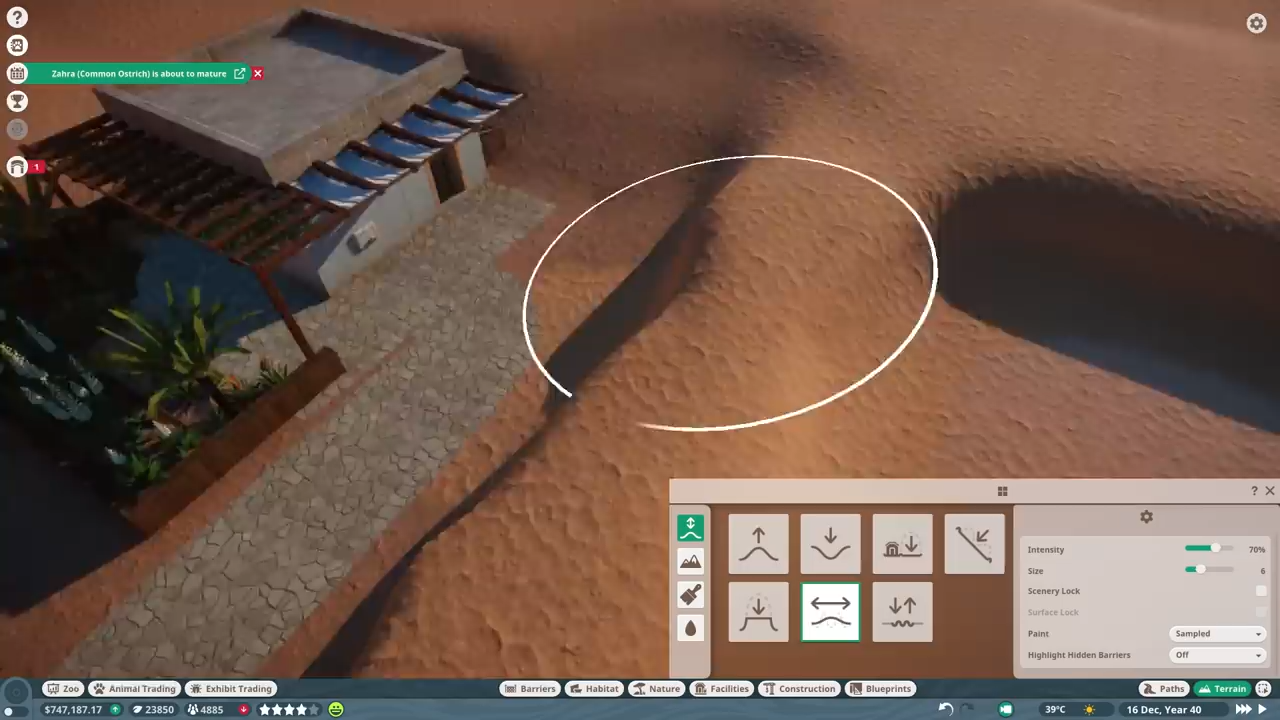 ?
Zahra (Common Ostrich) is about to mature
1
?
Intensity 70%
Size 6
Scenery Lock
Surface Lock
Paint Sampled
Highlight Hidden Barriers Off
Zoo Animal Trading Exhibit Trading Barriers Habitat Nature Facilities Construction Blueprints Paths Terrain
$747,187.17 23850 4885 39°C 16 Dec, Year 40